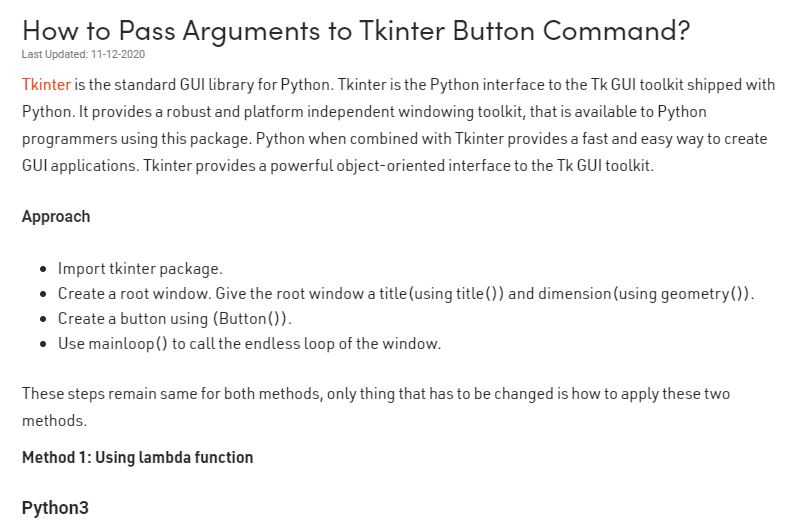 How to Pass Arguments to Tkinter Button Command?
Last Updated: 11-12-2020
Tkinter is the standard GUI library for Python. Tkinter is the Python interface to the Tk GUI toolkit shipped with
Python. It provides a robust and platform independent windowing toolkit, that is available to Python
programmers using this package. Python when combined with Tkinter provides a fast and easy way to create
GUI applications. Tkinter provides a powerful object-oriented interface to the Tk GUI toolkit.
Approach
• Import tkinter package.
• Create a root window. Give the root window a title(using title()) and dimension(using geometry()).
• Create a button using (Button()).
• Use mainloop() to call the endless loop of the window.
These steps remain same for both methods, only thing that has to be changed is how to apply these two
methods.
Method 1: Using lambda function
Python3